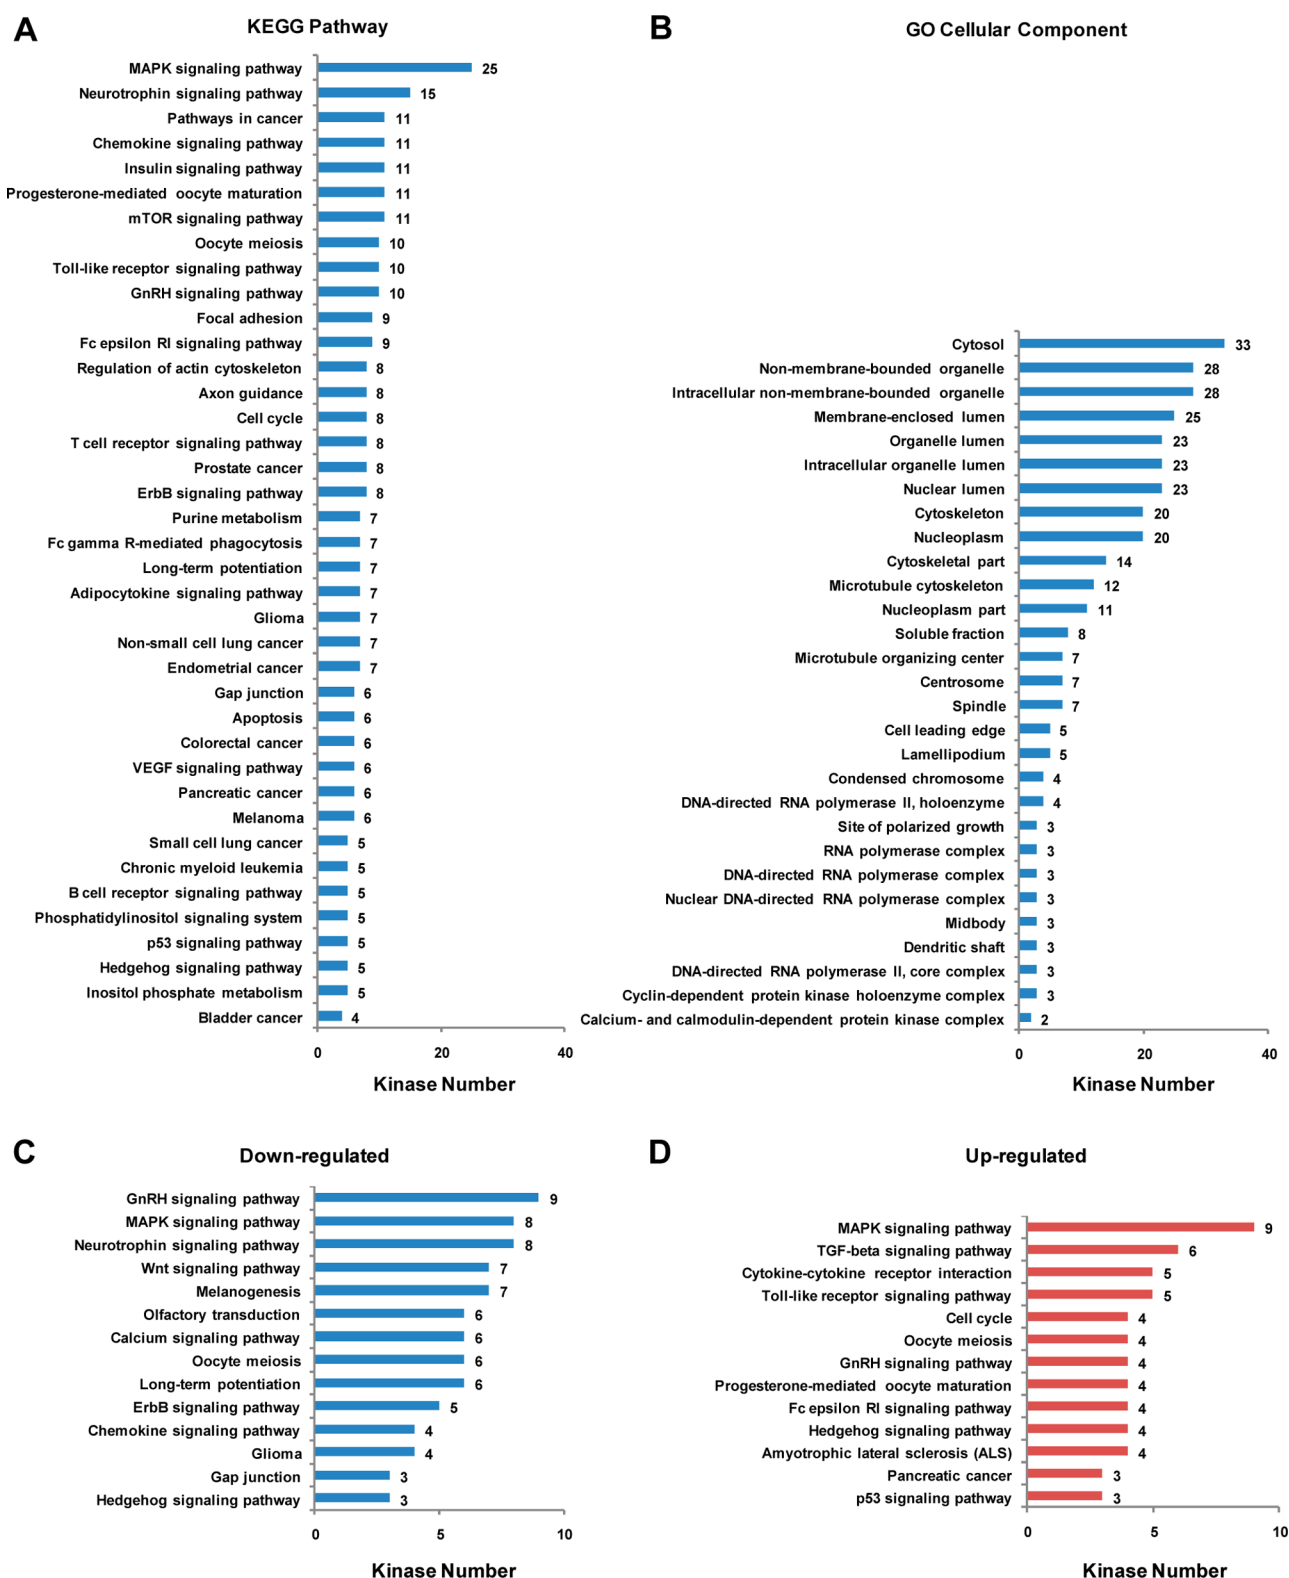 A
KEGG Pathway
MAPK signaling pathway 25
Neurotrophin signaling pathway 15
Pathways in cancer 11
Chemokine signaling pathway 11
Insulin signaling pathway 11
Progesterone-mediated oocyte maturation 11
mTOR signaling pathway 11
Oocyte meiosis 10
Toll-like receptor signaling pathway 10
GnRH signaling pathway 10
Focal adhesion 9
Fc epsilon RI signaling pathway 9
Regulation of actin cytoskeleton 8
Axon guidance 8
Cell cycle 8
T cell receptor signaling pathway 8
Prostate cancer 8
ErbB signaling pathway 8
Purine metabolism 7
Fc gamma R-mediated phagocytosis 7
Long-term potentiation 7
Adipocytokine signaling pathway 7
Glioma 7
Non-small cell lung cancer 7
Endometrial cancer 7
Gap junction 6
Apoptosis 6
Colorectal cancer 6
VEGF signaling pathway 6
Pancreatic cancer 6
Melanoma 6
Small cell lung cancer 5
Chronic myeloid leukemia 5
B cell receptor signaling pathway 5
Phosphatidylinositol signaling system 5
p53 signaling pathway 5
Hedgehog signaling pathway 5
Inositol phosphate metabolism 5
Bladder cancer 4
0 20 40
Kinase Number
B
GO Cellular Component
Cytosol 33
Non-membrane-bounded organelle 28
Intracellular non-membrane-bounded organelle 28
Membrane-enclosed lumen 25
Organelle lumen 23
Intracellular organelle lumen 23
Nuclear lumen 23
Cytoskeleton 20
Nucleoplasm 20
Cytoskeletal part 14
Microtubule cytoskeleton 12
Nucleoplasm part 11
Soluble fraction 8
Microtubule organizing center 7
Centrosome 7
Spindle 7
Cell leading edge 5
Lamellipodium 5
Condensed chromosome 4
DNA-directed RNA polymerase II, holoenzyme 4
Site of polarized growth 3
RNA polymerase complex 3
DNA-directed RNA polymerase complex 3
Nuclear DNA-directed RNA polymerase complex 3
Midbody 3
Dendritic shaft 3
DNA-directed RNA polymerase II, core complex 3
Cyclin-dependent protein kinase holoenzyme complex 3
Calcium- and calmodulin-dependent protein kinase complex 2
0 20 40
Kinase Number
C
Down-regulated
GnRH signaling pathway 9
MAPK signaling pathway 8
Neurotrophin signaling pathway 8
Wnt signaling pathway 7
Melanogenesis 7
Olfactory transduction 6
Calcium signaling pathway 6
Oocyte meiosis 6
Long-term potentiation 6
ErbB signaling pathway 5
Chemokine signaling pathway 4
Glioma 4
Gap junction 3
Hedgehog signaling pathway 3
0 5 10
Kinase Number
D
Up-regulated
MAPK signaling pathway 9
TGF-beta signaling pathway 6
Cytokine-cytokine receptor interaction 5
Toll-like receptor signaling pathway 5
Cell cycle 4
Oocyte meiosis 4
GnRH signaling pathway 4
Progesterone-mediated oocyte maturation 4
Fc epsilon RI signaling pathway 4
Hedgehog signaling pathway 4
Amyotrophic lateral sclerosis (ALS) 4
Pancreatic cancer 3
p53 signaling pathway 3
0 5 10
Kinase Number